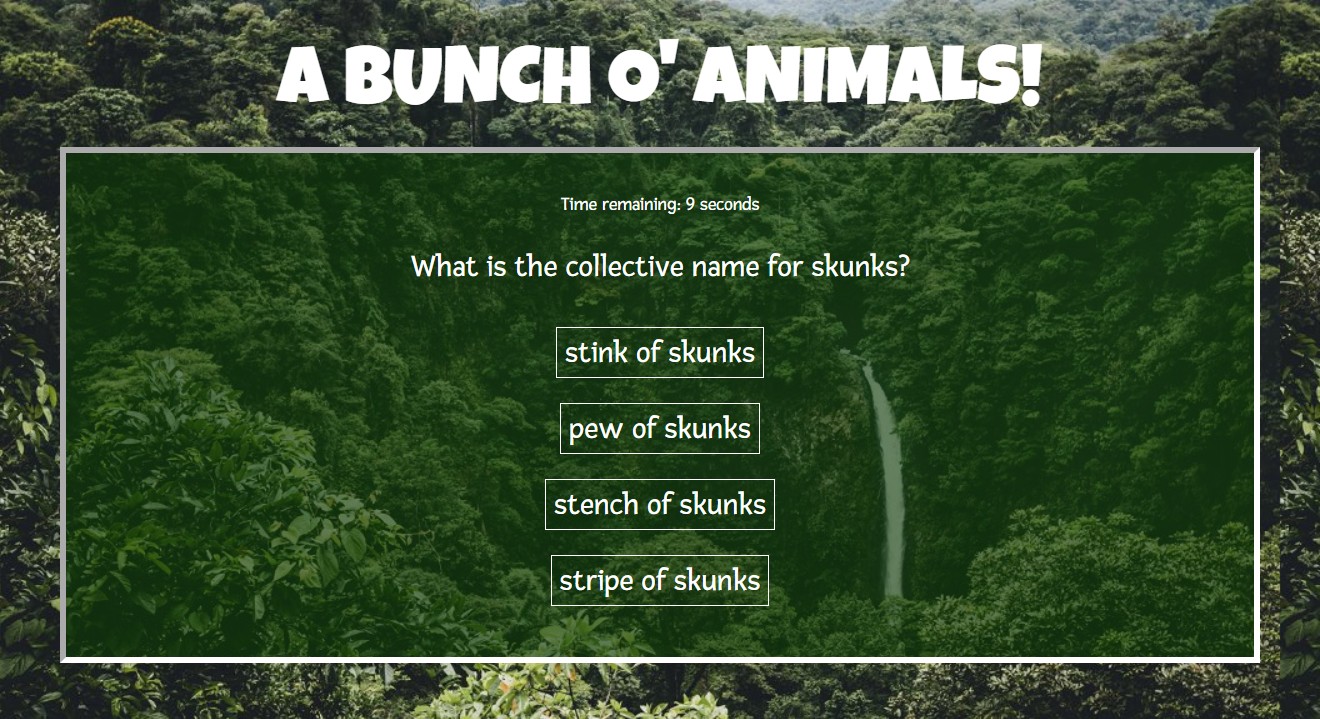 A BUNCH O' ANIMALS!
Time remaining: 9 seconds
What is the collective name for skunks?
stink of skunks
pew of skunks
stench of skunks
stripe of skunks